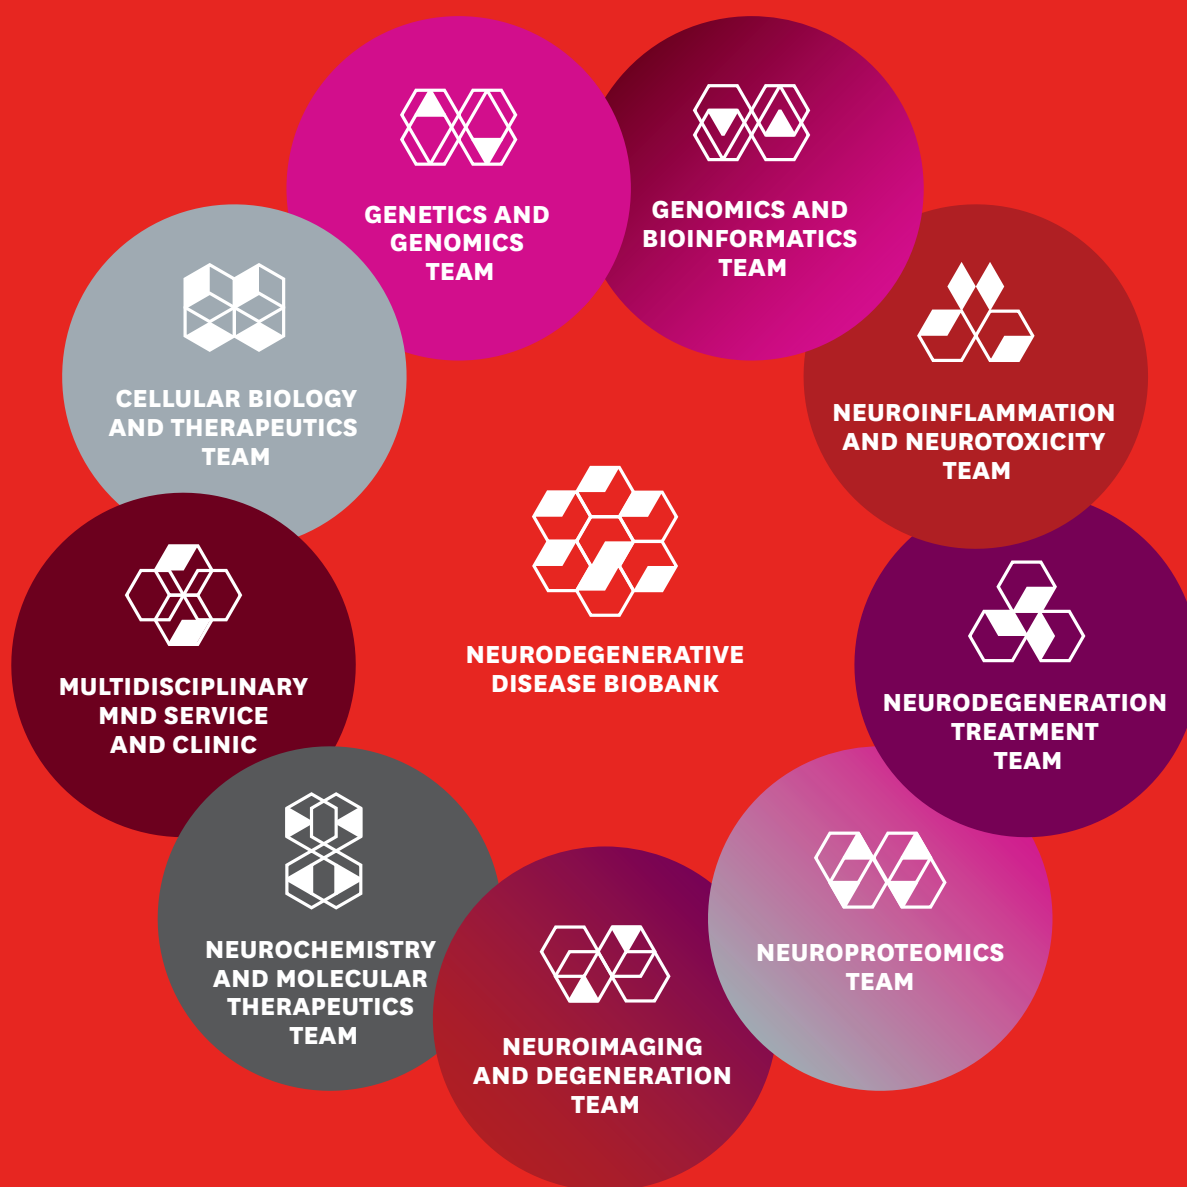 GENETICS AND
GENOMICS
TEAM
GENOMICS AND
BIOINFORMATICS
TEAM
CELLULAR BIOLOGY
AND THERAPEUTICS
TEAM
NEUROINFLAMMATION
AND NEUROTOXICITY
TEAM
NEURODEGENERATIVE
DISEASE BIOBANK
MULTIDISCIPLINARY
MND SERVICE
AND CLINIC
NEURODEGENERATION
TREATMENT
TEAM
NEUROCHEMISTRY
AND MOLECULAR
THERAPEUTICS
TEAM
NEUROPROTEOMICS
TEAM
NEUROIMAGING
AND DEGENERATION
TEAM